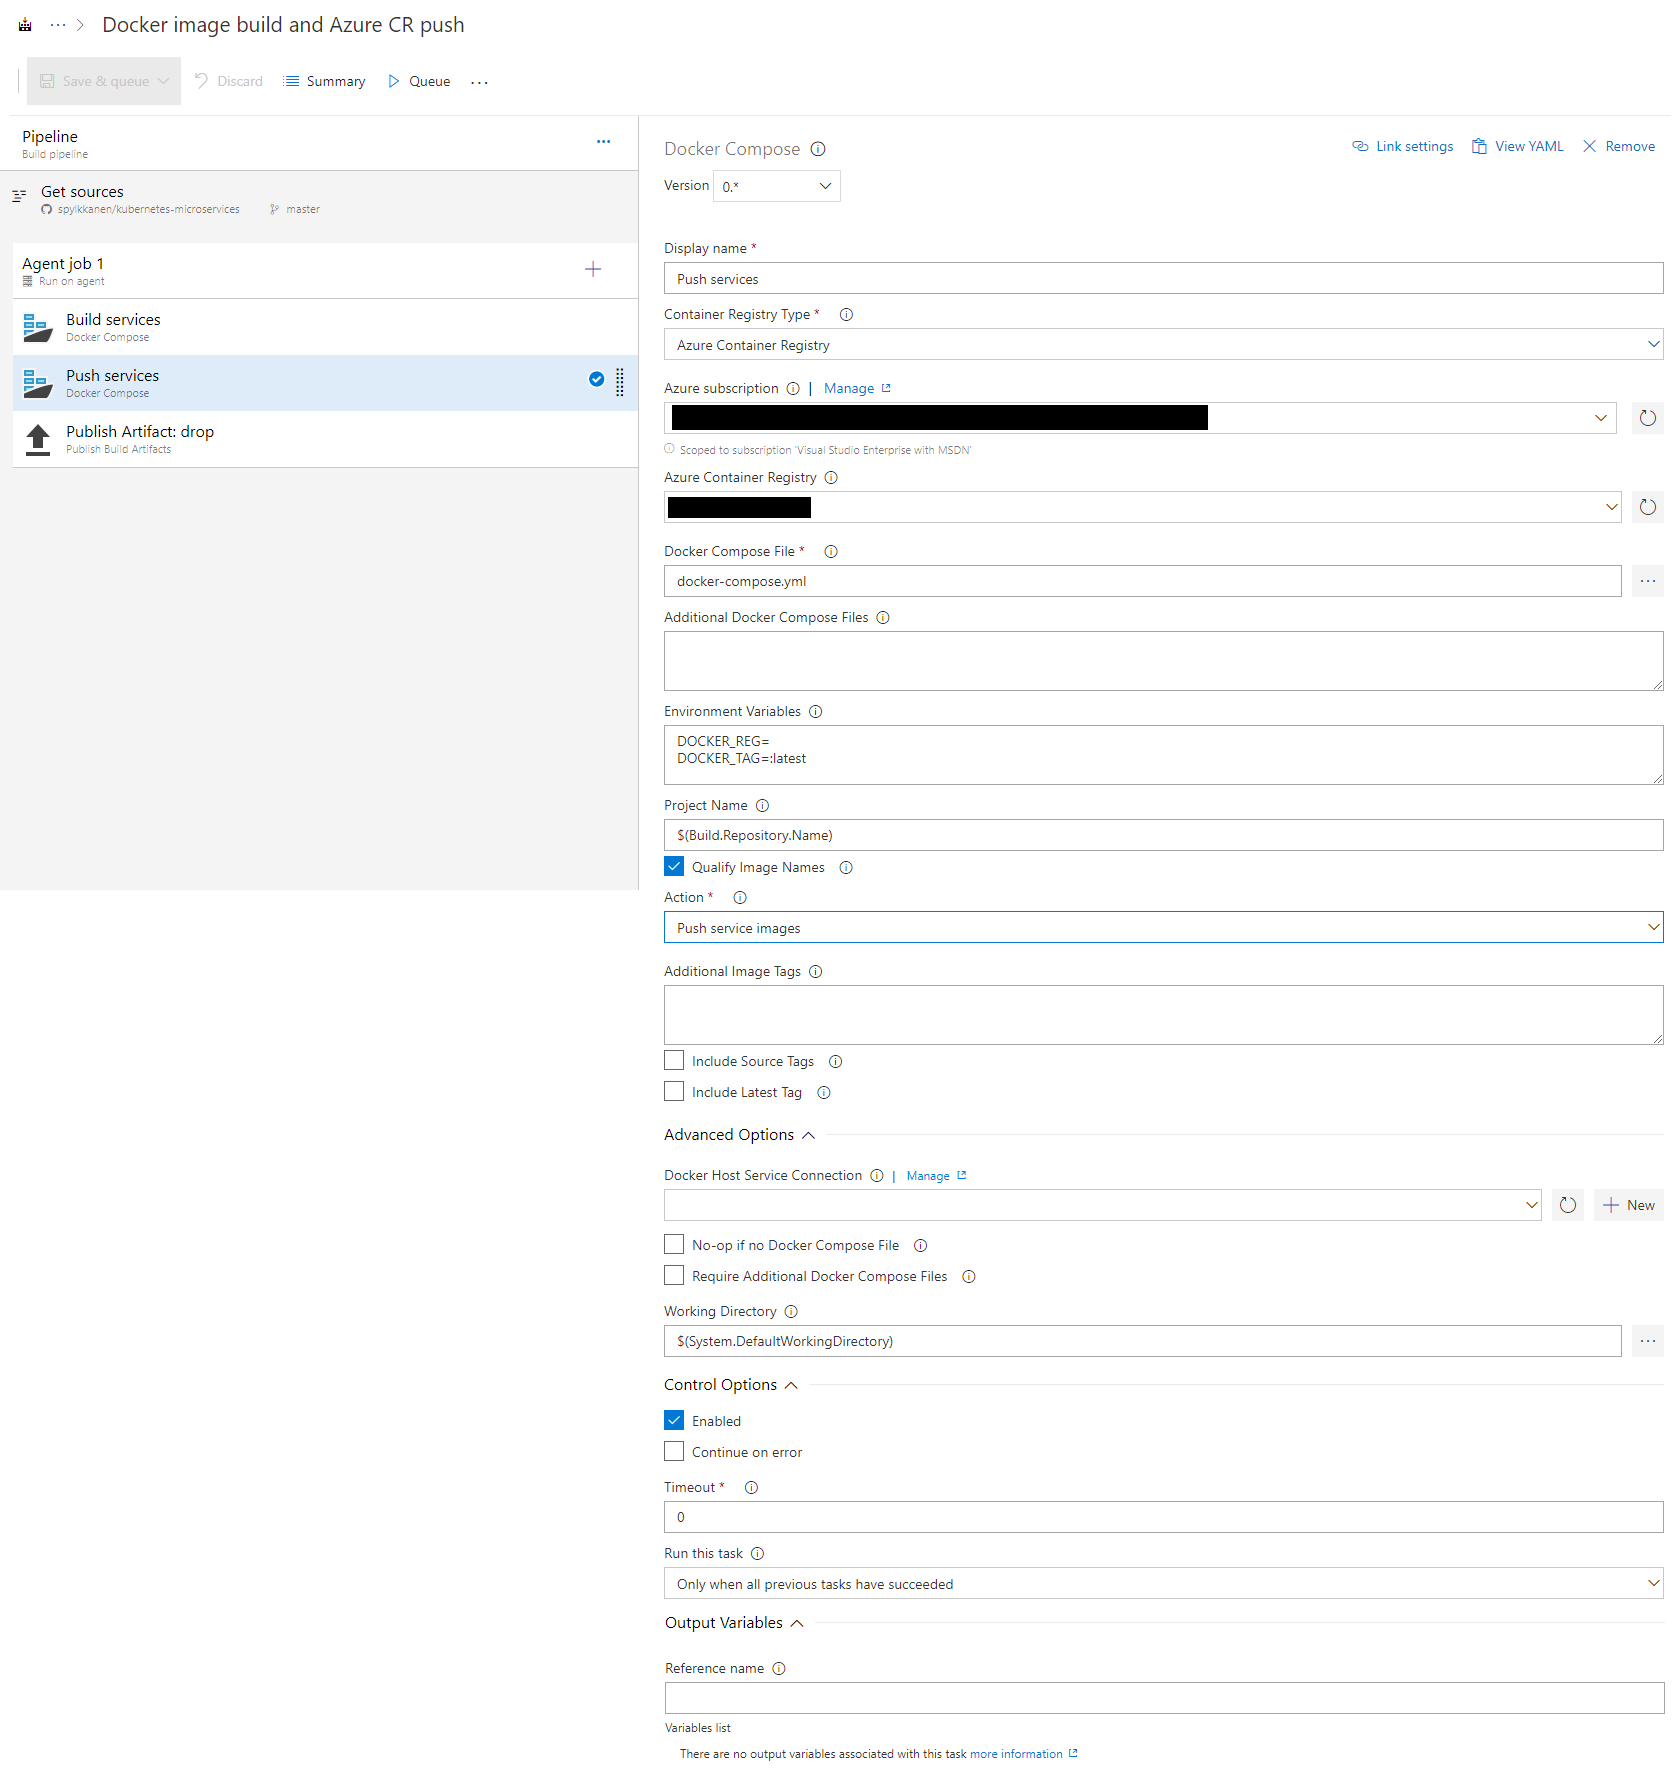 Docker image build and Azure CR push
Save & queue
Discard
Summary
Queue
Pipeline
Build pipeline
Get sources
spylkkanen/kubernetes-microservices
master
Agent job 1
Run on agent
Build services
Docker Compose
Push services
Docker Compose
Publish Artifact: drop
Publish Build Artifacts
Docker Compose
Link settings
View YAML
Remove
Version
0.*
Display name *
Push services
Container Registry Type *
Azure Container Registry
Azure subscription | Manage
Scoped to subscription 'Visual Studio Enterprise with MSDN'
Azure Container Registry
Docker Compose File *
docker-compose.yml
Additional Docker Compose Files
Environment Variables
DOCKER_REG=
DOCKER_TAG=:latest
Project Name
$(Build.Repository.Name)
Qualify Image Names
Action *
Push service images
Additional Image Tags
Include Source Tags
Include Latest Tag
Advanced Options
Docker Host Service Connection | Manage
New
No-op if no Docker Compose File
Require Additional Docker Compose Files
Working Directory
$(System.DefaultWorkingDirectory)
Control Options
Enabled
Continue on error
Timeout *
0
Run this task
Only when all previous tasks have succeeded
Output Variables
Reference name
Variables list
There are no output variables associated with this task more information